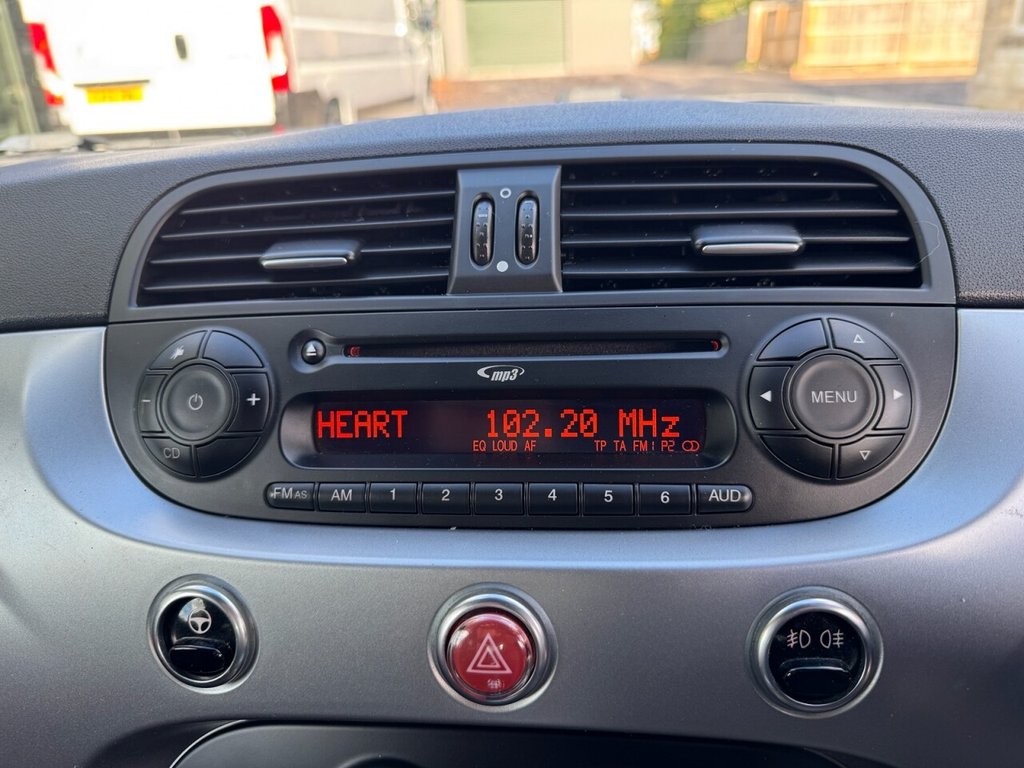 mp3
HEART 102.20 MHz
EQ LOUD AF TP TA FM1 P2
MENU
CD
FM AS AM 1 2 3 4 5 6 AUD